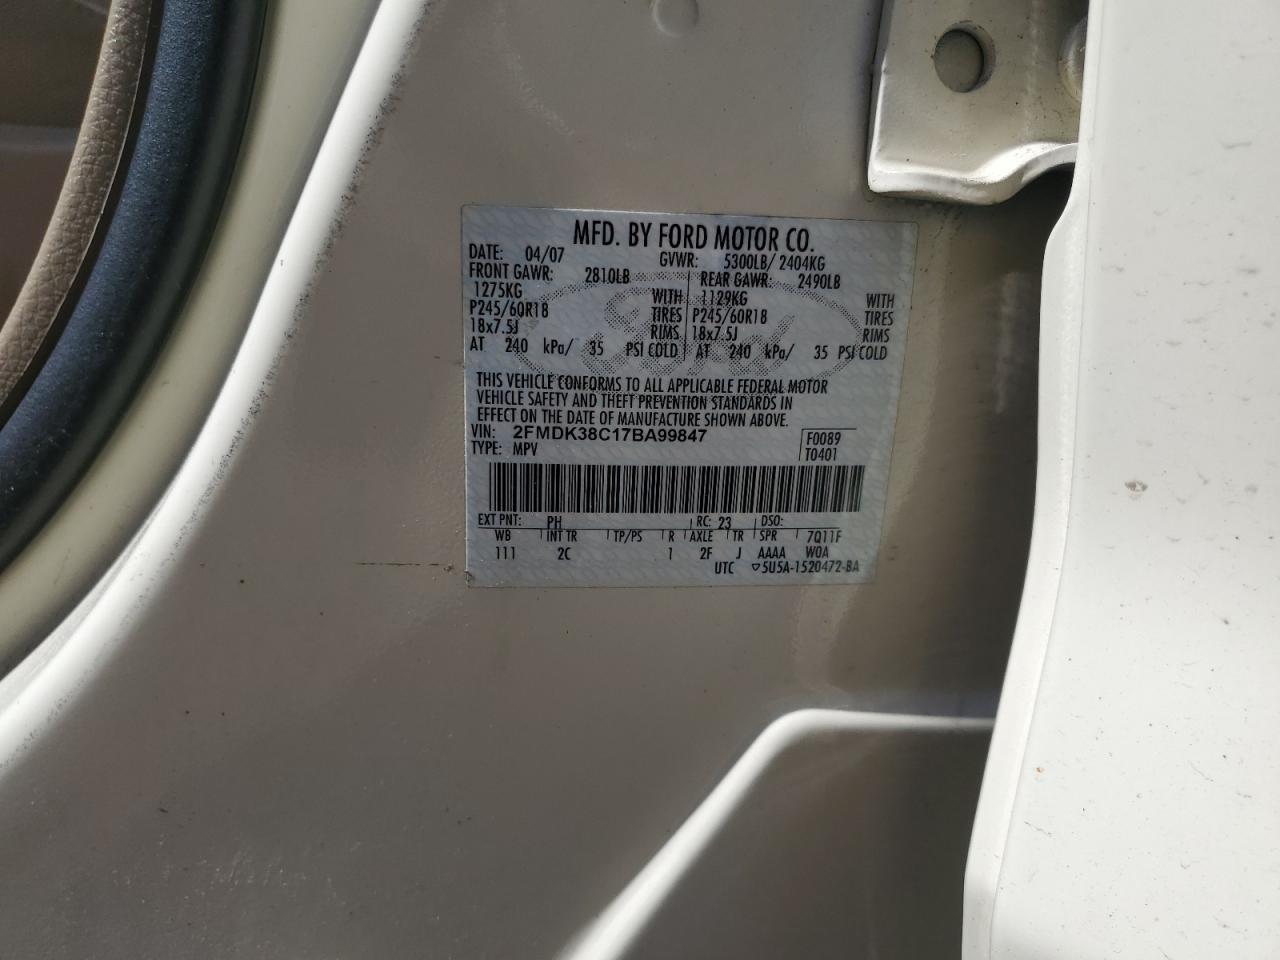 MFD. BY FORD MOTOR CO.
DATE: 04/07 GVWR: 5300LB/ 2404KG
FRONT GAWR: 2810LB REAR GAWR: 2490LB
1275KG WITH 1129KG WITH
P245/60R18 TIRES P245/60R18 TIRES
18x7.5J RIMS 18x7.5J RIMS
AT 240 kPa/ 35 PSI COLD AT 240 kPa/ 35 PSI COLD
Ford
THIS VEHICLE CONFORMS TO ALL APPLICABLE FEDERAL MOTOR
VEHICLE SAFETY AND THEFT PREVENTION STANDARDS IN
EFFECT ON THE DATE OF MANUFACTURE SHOWN ABOVE.
VIN: 2FMDK38C17BA99847 F0089
TYPE: MPV T0401
EXT PNT: PH RC: 23 DSO:
WB INT TR TP/PS R AXLE TR SPR 7Q11F
111 2C 1 2F J AAAA WOA
UTC ▽5U5A-1520472-BA